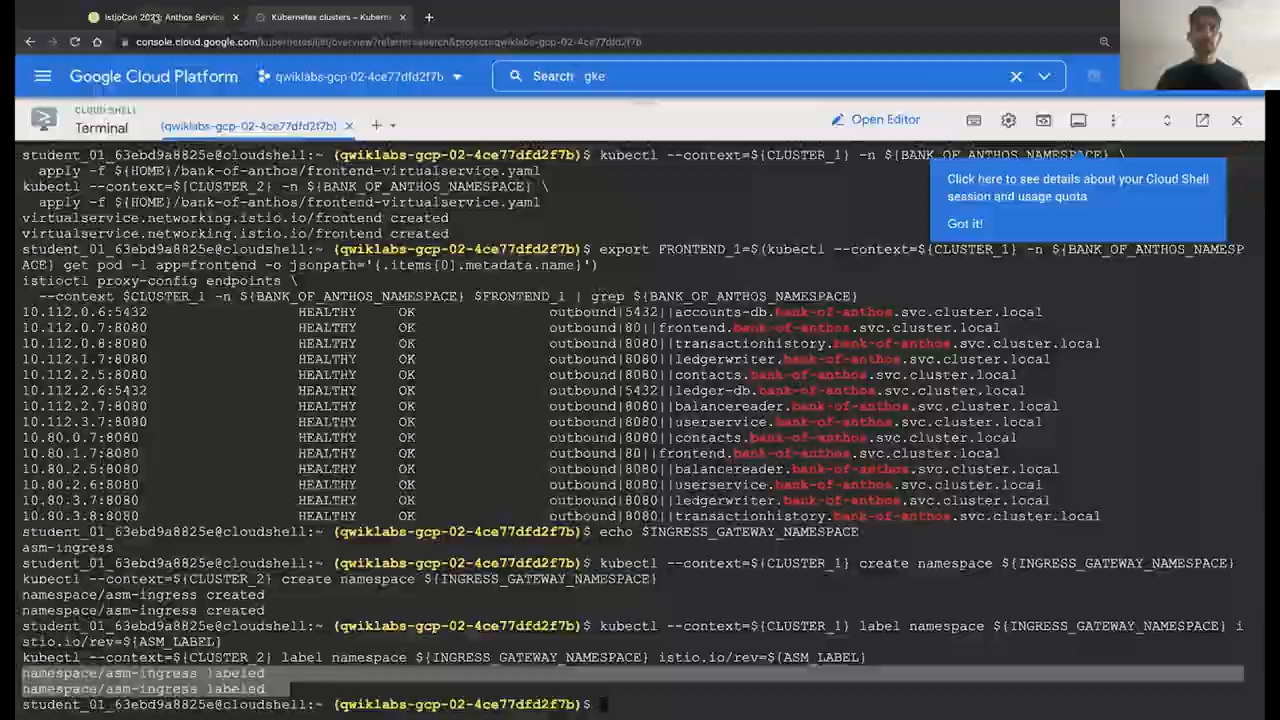 IstioCon 2023: Anthos Service
Kubernetes clusters – Kubern
console.cloud.google.com/kubernetes/list/overview?referrer=search&project=qwiklabs-gcp-02-4ce77dfd2f7b
Google Cloud Platform
qwiklabs-gcp-02-4ce77dfd2f7b
Search gke
CLOUD SHELL
Terminal
(qwiklabs-gcp-02-4ce77dfd2f7b)
Open Editor
student_01_63ebd9a8825e@cloudshell:~ (qwiklabs-gcp-02-4ce77dfd2f7b)$ kubectl --context=${CLUSTER_1} -n ${BANK_OF_ANTHOS_NAMESPACE} \
apply -f ${HOME}/bank-of-anthos/frontend-virtualservice.yaml
kubectl --context=${CLUSTER_2} -n ${BANK_OF_ANTHOS_NAMESPACE} \
apply -f ${HOME}/bank-of-anthos/frontend-virtualservice.yaml
virtualservice.networking.istio.io/frontend created
virtualservice.networking.istio.io/frontend created
Click here to see details about your Cloud Shell
session and usage quota
Got it!
student_01_63ebd9a8825e@cloudshell:~ (qwiklabs-gcp-02-4ce77dfd2f7b)$ export FRONTEND_1=$(kubectl --context=${CLUSTER_1} -n ${BANK_OF_ANTHOS_NAMESP
ACE} get pod -l app=frontend -o jsonpath='{.items[0].metadata.name}')
istioctl proxy-config endpoints \
--context $CLUSTER_1 -n ${BANK_OF_ANTHOS_NAMESPACE} $FRONTEND_1 | grep ${BANK_OF_ANTHOS_NAMESPACE}
10.112.0.6:5432 HEALTHY OK outbound|5432||accounts-db.bank-of-anthos.svc.cluster.local
10.112.0.7:8080 HEALTHY OK outbound|80||frontend.bank-of-anthos.svc.cluster.local
10.112.0.8:8080 HEALTHY OK outbound|8080||transactionhistory.bank-of-anthos.svc.cluster.local
10.112.1.7:8080 HEALTHY OK outbound|8080||ledgerwriter.bank-of-anthos.svc.cluster.local
10.112.2.5:8080 HEALTHY OK outbound|8080||contacts.bank-of-anthos.svc.cluster.local
10.112.2.6:5432 HEALTHY OK outbound|5432||ledger-db.bank-of-anthos.svc.cluster.local
10.112.2.7:8080 HEALTHY OK outbound|8080||balancereader.bank-of-anthos.svc.cluster.local
10.112.3.7:8080 HEALTHY OK outbound|8080||userservice.bank-of-anthos.svc.cluster.local
10.80.0.7:8080 HEALTHY OK outbound|8080||contacts.bank-of-anthos.svc.cluster.local
10.80.1.7:8080 HEALTHY OK outbound|80||frontend.bank-of-anthos.svc.cluster.local
10.80.2.5:8080 HEALTHY OK outbound|8080||balancereader.bank-of-anthos.svc.cluster.local
10.80.2.6:8080 HEALTHY OK outbound|8080||userservice.bank-of-anthos.svc.cluster.local
10.80.3.7:8080 HEALTHY OK outbound|8080||ledgerwriter.bank-of-anthos.svc.cluster.local
10.80.3.8:8080 HEALTHY OK outbound|8080||transactionhistory.bank-of-anthos.svc.cluster.local
student_01_63ebd9a8825e@cloudshell:~ (qwiklabs-gcp-02-4ce77dfd2f7b)$ echo $INGRESS_GATEWAY_NAMESPACE
asm-ingress
student_01_63ebd9a8825e@cloudshell:~ (qwiklabs-gcp-02-4ce77dfd2f7b)$ kubectl --context=${CLUSTER_1} create namespace ${INGRESS_GATEWAY_NAMESPACE}
kubectl --context=${CLUSTER_2} create namespace ${INGRESS_GATEWAY_NAMESPACE}
namespace/asm-ingress created
namespace/asm-ingress created
student_01_63ebd9a8825e@cloudshell:~ (qwiklabs-gcp-02-4ce77dfd2f7b)$ kubectl --context=${CLUSTER_1} label namespace ${INGRESS_GATEWAY_NAMESPACE} i
stio.io/rev=${ASM_LABEL}
kubectl --context=${CLUSTER_2} label namespace ${INGRESS_GATEWAY_NAMESPACE} istio.io/rev=${ASM_LABEL}
namespace/asm-ingress labeled
namespace/asm-ingress labeled
student_01_63ebd9a8825e@cloudshell:~ (qwiklabs-gcp-02-4ce77dfd2f7b)$